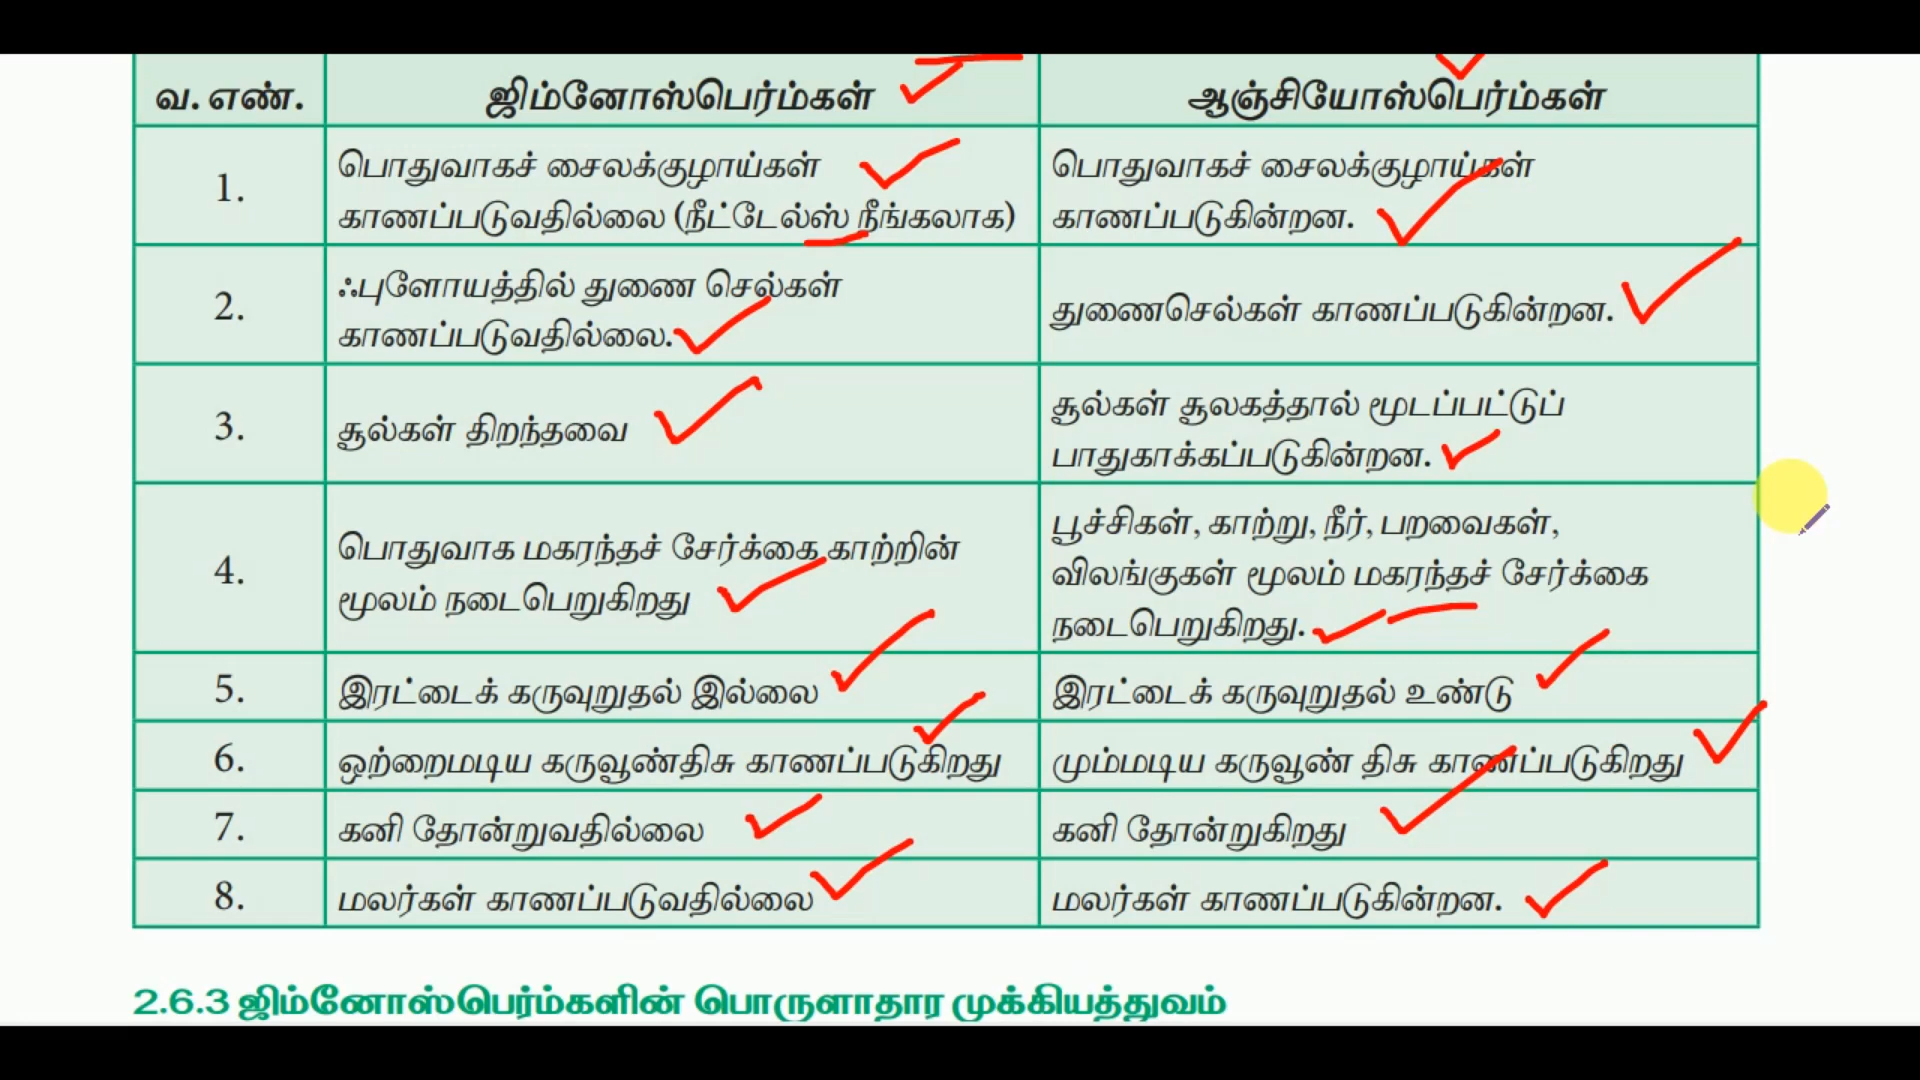 வ. எண்.
ஜிம்னோஸ்பெர்ம்கள்
ஆஞ்சியோஸ்பெர்ம்கள்
1.
பொதுவாகச் சைலக்குழாய்கள்
காணப்படுவதில்லை (நீட்டேல்ஸ் நீங்கலாக)
பொதுவாகச் சைலக்குழாய்கள்
காணப்படுகின்றன.
2.
ஃபுளோயத்தில் துணை செல்கள்
காணப்படுவதில்லை.
துணைசெல்கள் காணப்படுகின்றன.
3.
சூல்கள் திறந்தவை
சூல்கள் சூலகத்தால் மூடப்பட்டுப்
பாதுகாக்கப்படுகின்றன.
4.
பொதுவாக மகரந்தச் சேர்க்கை காற்றின்
மூலம் நடைபெறுகிறது
பூச்சிகள், காற்று, நீர், பறவைகள்,
விலங்குகள் மூலம் மகரந்தச் சேர்க்கை
நடைபெறுகிறது.
5.
இரட்டைக் கருவுறுதல் இல்லை
இரட்டைக் கருவுறுதல் உண்டு
6.
ஒற்றைமடிய கருவூண்திசு காணப்படுகிறது
மும்மடிய கருவூண் திசு காணப்படுகிறது
7.
கனி தோன்றுவதில்லை
கனி தோன்றுகிறது
8.
மலர்கள் காணப்படுவதில்லை
மலர்கள் காணப்படுகின்றன.
2.6.3 ஜிம்னோஸ்பெர்ம்களின் பொருளாதார முக்கியத்துவம்